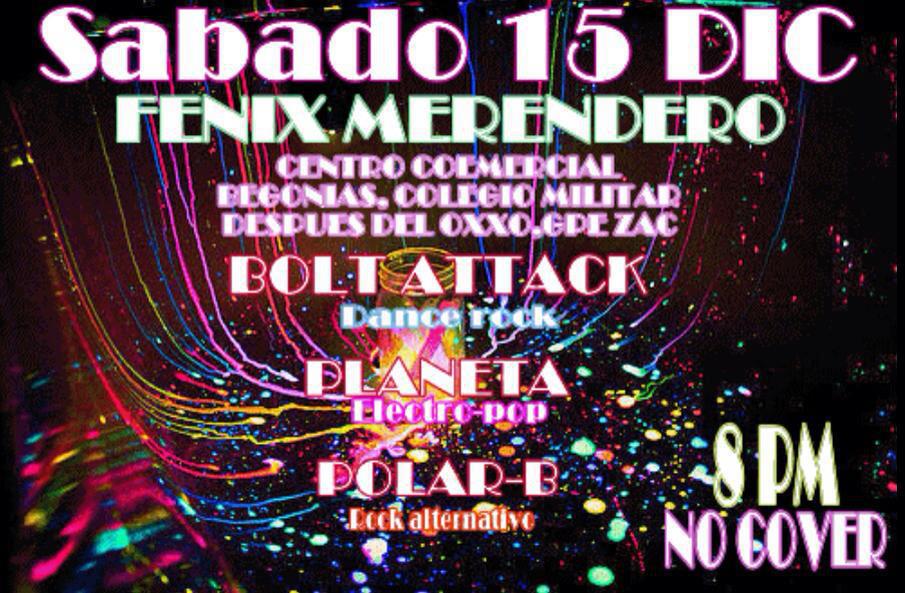 Sabado 15 DIC
FENIX MERENDERO
CENTRO COEMERCIAL
BEGONIAS, COLEGIO MILITAR
DESPUES DEL OXXO.GPE ZAC
BOLT ATTACK
Dance rock
PLANETA
Electro-pop
POLAR-B
Rock alternativo
8 PM
NO COVER